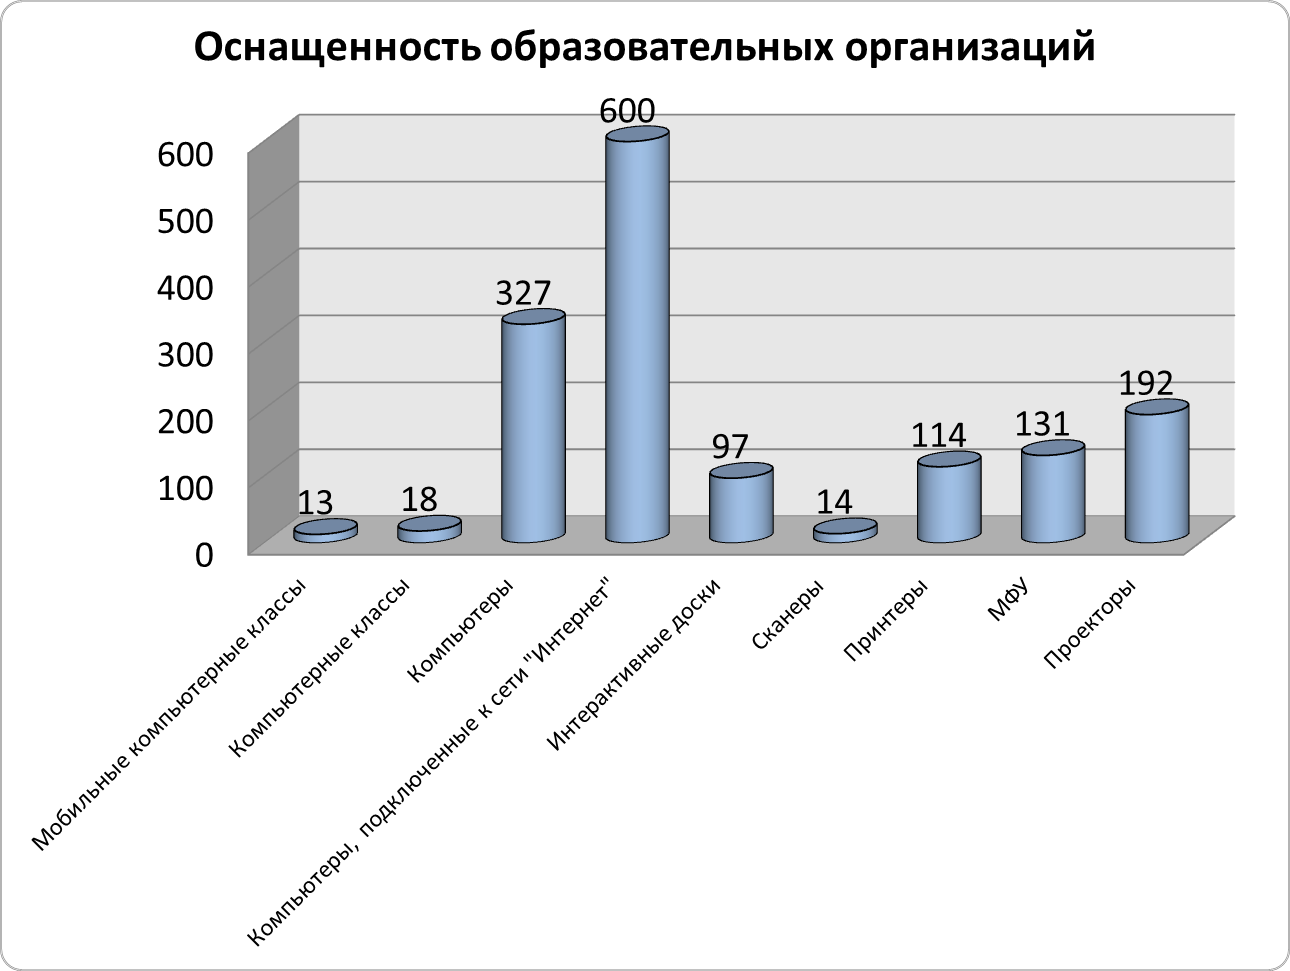 Оснащенность образовательных организаций
600
500
400
300
200
100
0
13
18
327
600
97
14
114
131
192
Мобильные компьютерные классы
Компьютерные классы
Компьютеры
Компьютеры, подключенные к сети "Интернет"
Интерактивные доски
Сканеры
Принтеры
МФУ
Проекторы